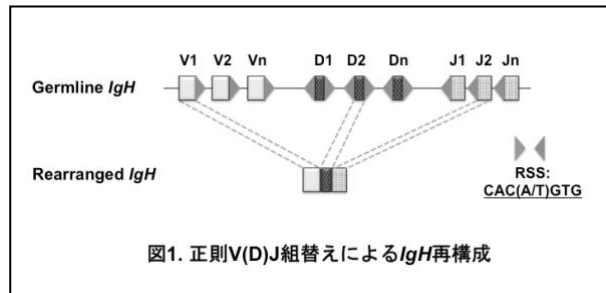 V1 V2 Vn D1 D2 Dn J1 J2 Jn
Germline IgH
Rearranged IgH
RSS:
CAC(A/T)GTG
図1. 正則V(D)J組替えによるIgH再構成